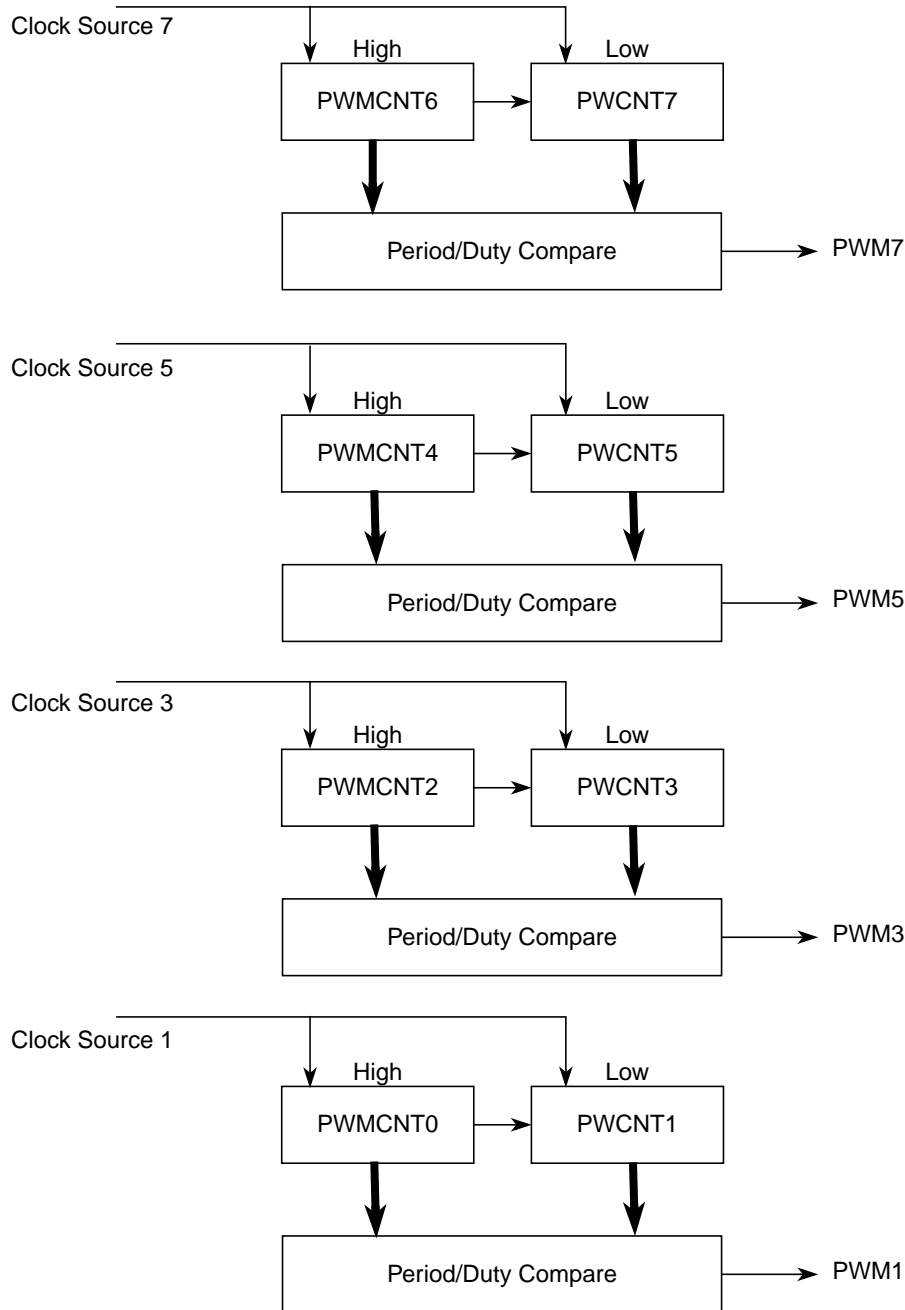 Clock Source 7
High Low
PWMCNT6 PWCNT7
Period/Duty Compare PWM7
Clock Source 5
High Low
PWMCNT4 PWCNT5
Period/Duty Compare PWM5
Clock Source 3
High Low
PWMCNT2 PWCNT3
Period/Duty Compare PWM3
Clock Source 1
High Low
PWMCNT0 PWCNT1
Period/Duty Compare PWM1